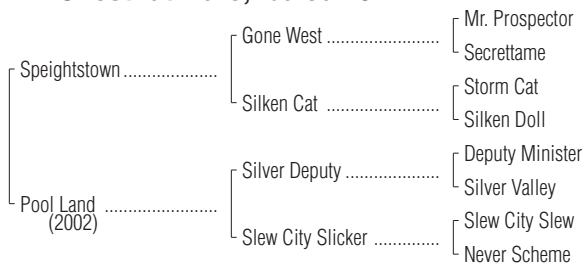 Mr. Prospector
Gone West ........................
Secrettame
Speightstown ....................
Storm Cat
Silken Cat ........................
Silken Doll
Deputy Minister
Silver Deputy ....................
Silver Valley
Pool Land ........................
(2002)
Slew City Slew
Slew City Slicker ..............
Never Scheme